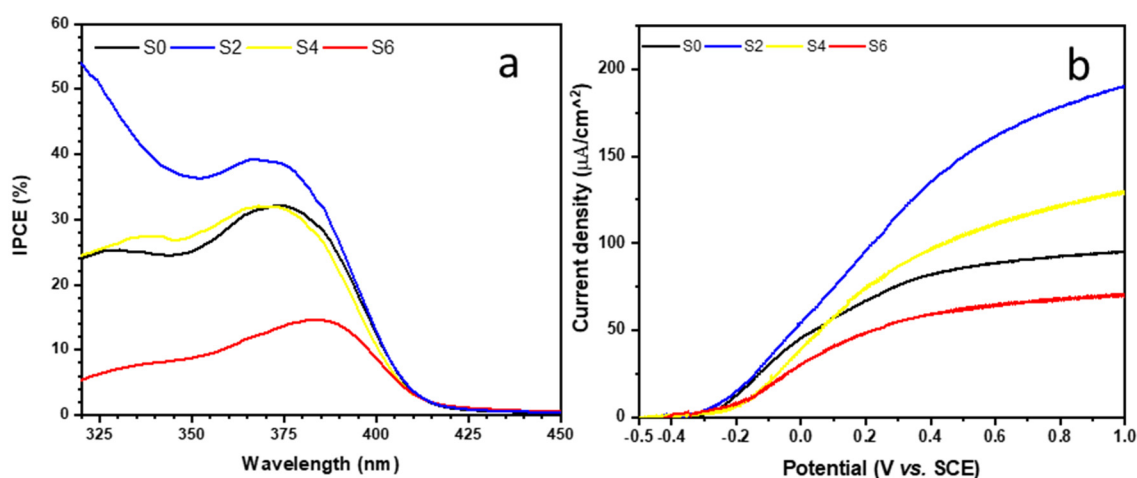 S0 S2 S4 S6
a
IPCE (%)
60
50
40
30
20
10
0
325 350 375 400 425 450
Wavelength (nm)
S0 S2 S4 S6
b
Current density (μA/cm^2)
200
150
100
50
0
-0.5 -0.4 -0.2 0.0 0.2 0.4 0.6 0.8 1.0
Potential (V vs. SCE)